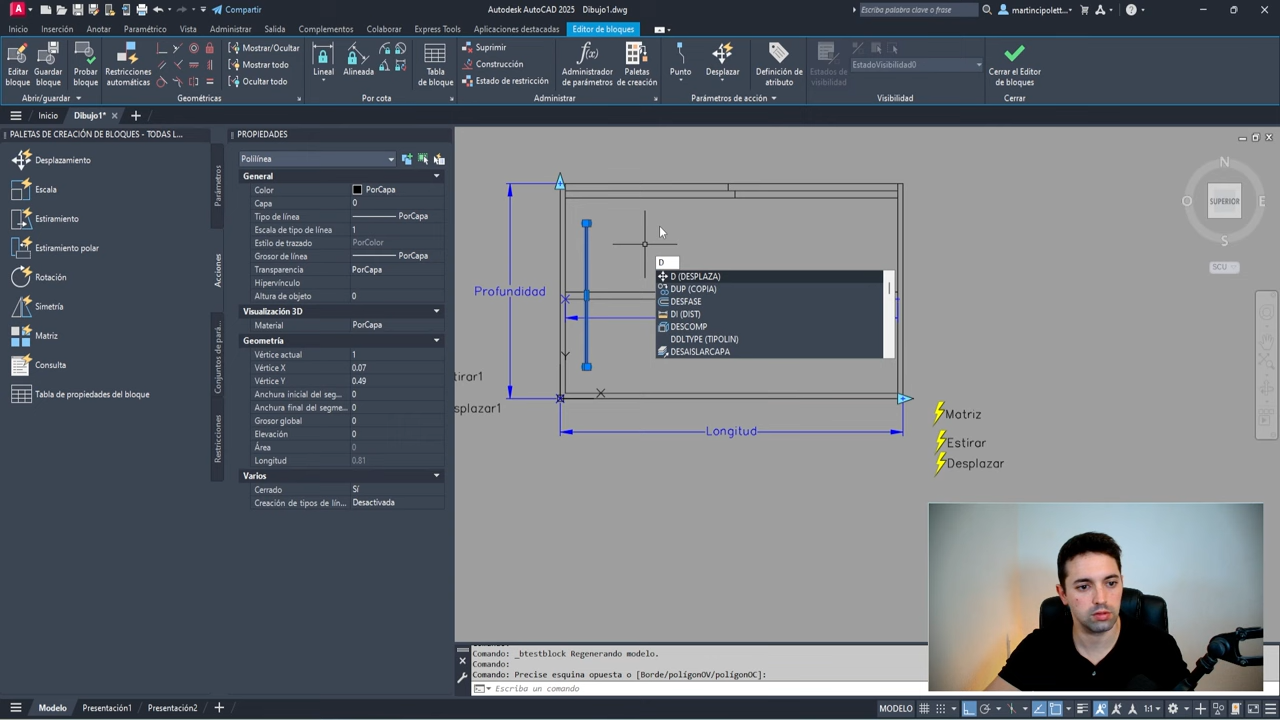 Compartir
Autodesk AutoCAD 2025 Dibujo1.dwg
Escriba palabra clave o frase
martincipolett...
Inicio Inserción Anotar Paramétrico Vista Administrar Salida Complementos Colaborar Express Tools Aplicaciones destacadas Editor de bloques
Editar bloque
Guardar bloque
Probar bloque
Abrir/guardar
Restricciones automáticas
Mostrar/Ocultar
Mostrar todo
Ocultar todo
Geométricas
Lineal
Alineada
Tabla de bloque
Por cota
Suprimir
Construcción
Estado de restricción
Administrador de parámetros
Paletas de creación
Administrar
Punto
Desplazar
Definición de atributo
Parámetros de acción
Estados de visibilidad
EstadoVisibilidad0
Visibilidad
Cerrar el Editor de bloques
Cerrar
Inicio Dibujo1*
PALETAS DE CREACIÓN DE BLOQUES - TODAS L...
Desplazamiento
Escala
Estiramiento
Estiramiento polar
Rotación
Simetría
Matriz
Consulta
Tabla de propiedades del bloque
Parámetros
Acciones
Conjuntos de pará...
Restricciones
PROPIEDADES
Polilínea
General
Color PorCapa
Capa 0
Tipo de línea PorCapa
Escala de tipo de línea 1
Estilo de trazado PorColor
Grosor de línea PorCapa
Transparencia PorCapa
Hipervínculo
Altura de objeto 0
Visualización 3D
Material PorCapa
Geometría
Vértice actual 1
Vértice X 0.07
Vértice Y 0.49
Anchura inicial del seg... 0
Anchura final del segme... 0
Grosor global 0
Elevación 0
Área 0
Longitud 0.81
Varios
Cerrado Sí
Creación de tipos de lín... Desactivada
Profundidad
D
D (DESPLAZA)
DUP (COPIA)
DESFASE
DI (DIST)
DESCOMP
DDLTYPE (TIPOLIN)
DESAISLARCAPA
Y
X
tirar1
splazar1
Longitud
Matriz
Estirar
Desplazar
N
O SUPERIOR E
S
SCU
Comando: _btestblock Regenerando modelo.
Comando:
Comando: Precise esquina opuesta o [Borde/polígonOV/polígonOC]:
Escriba un comando
Modelo Presentación1 Presentación2
MODELO
1:1